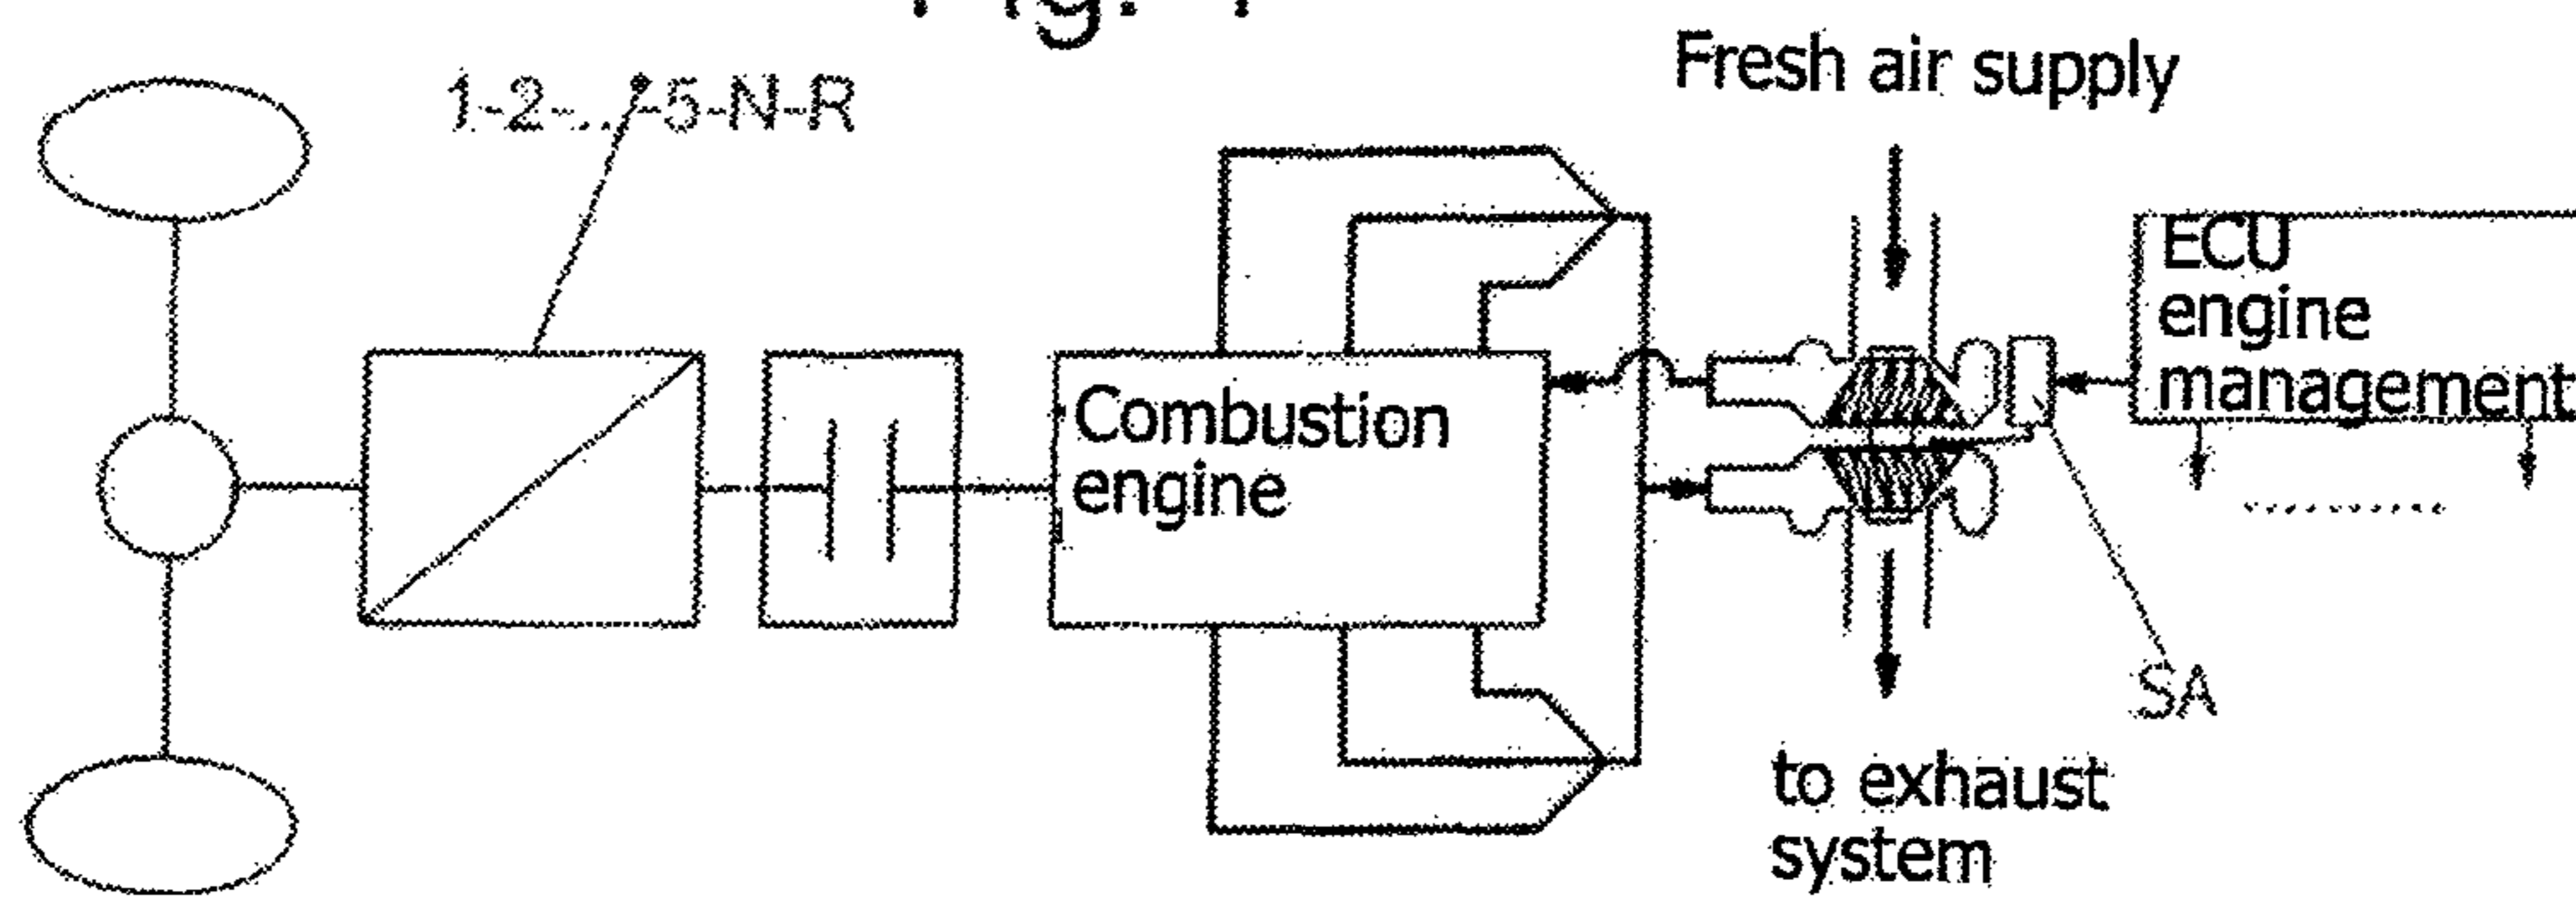 1-2-...-5-N-R
Fresh air supply
ECU
engine
management
Combustion
engine
SA
to exhaust
system